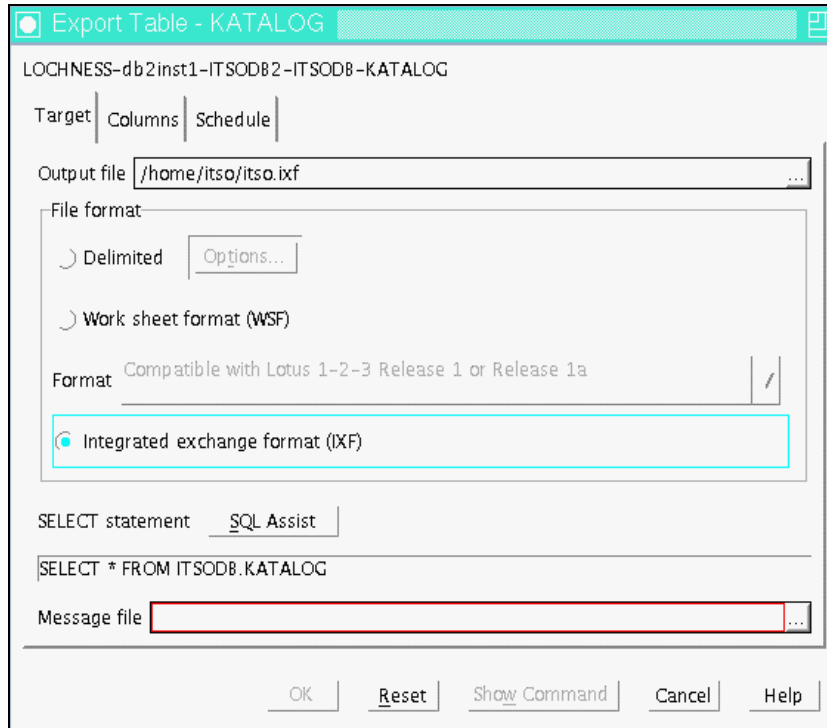 Export Table - KATALOG
LOCHNESS-db2inst1-ITSODB2-ITSODB-KATALOG
Target Columns Schedule
Output file /home/itso/itso.ixf ...
File format
Delimited Options...
Work sheet format (WSF)
Format Compatible with Lotus 1-2-3 Release 1 or Release 1a
Integrated exchange format (IXF)
SELECT statement SQL Assist
SELECT * FROM ITSODB.KATALOG
Message file ...
OK Reset Show Command Cancel Help